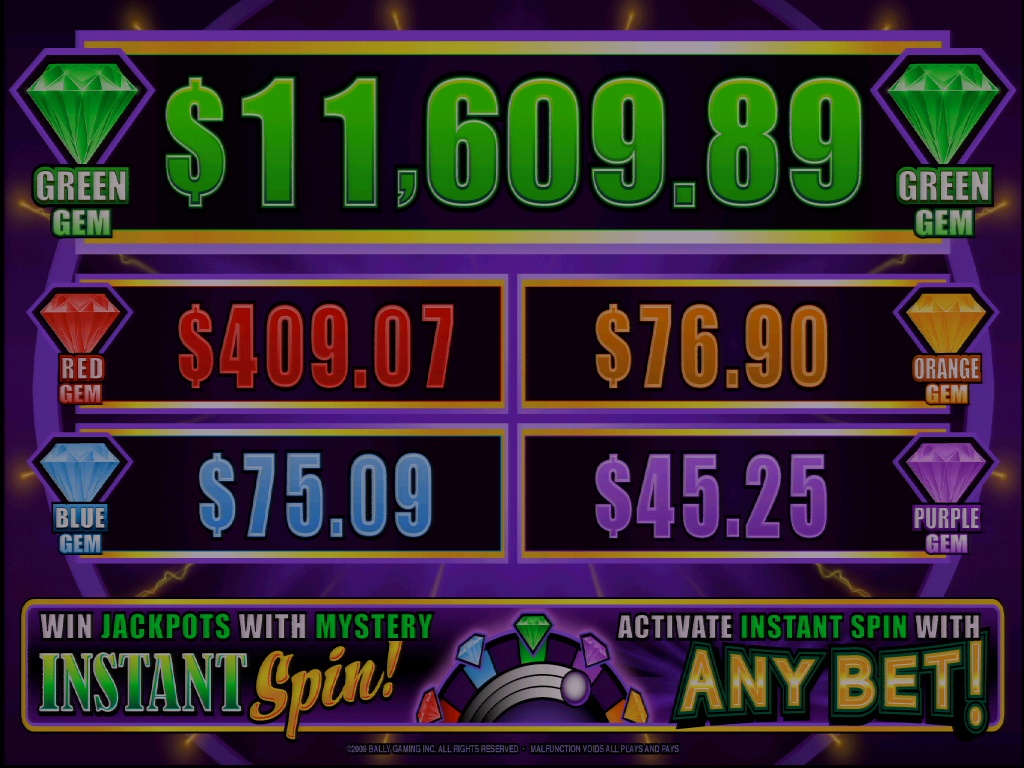 $11,609.89
GREEN
GEM
GREEN
GEM
$409.07
$76.90
RED
GEM
ORANGE
GEM
$75.09
$45.25
BLUE
GEM
PURPLE
GEM
WIN JACKPOTS WITH MYSTERY
INSTANT Spin!
ACTIVATE INSTANT SPIN WITH
ANY BET!
©2009 BALLY GAMING INC. ALL RIGHTS RESERVED • MALFUNCTION VOIDS ALL PLAYS AND PAYS